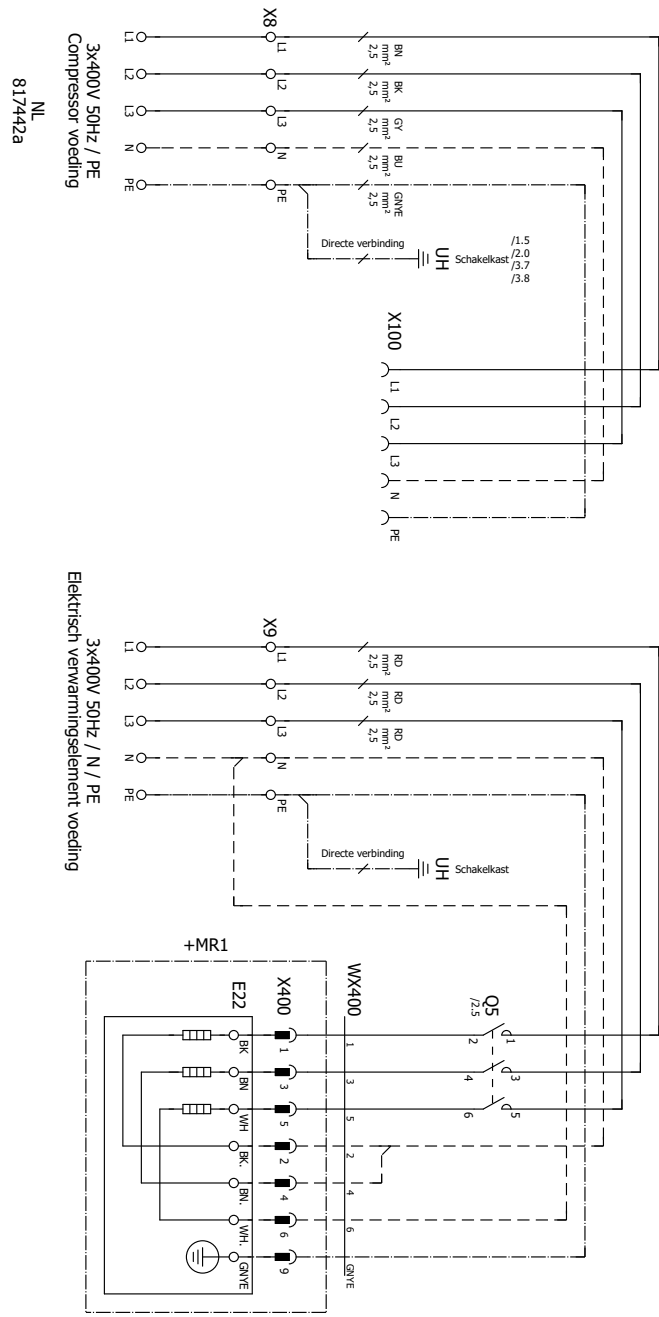 X8
L1
L1
BN
2,5 mm²
L2
L2
BK
2,5 mm²
L3
L3
GY
2,5 mm²
N
N
BU
2,5 mm²
PE
PE
GNYE
2,5 mm²
3x400V 50Hz / PE
Compressor voeding
NL
817442a
Directe verbinding
UH
Schakelkast
/1.5
/2.0
/3.7
/3.8
X100
L1
L2
L3
N
PE
X9
L1
L1
RD
2,5 mm²
L2
L2
RD
2,5 mm²
L3
L3
RD
2,5 mm²
N
N
PE
PE
3x400V 50Hz / N / PE
Elektrisch verwarmingselement voeding
Directe verbinding
UH
Schakelkast
+MR1
E22
X400
WX400
Q5
/2.5
BK
1
1
2
1
BN
3
3
4
3
WH
5
5
6
5
BK.
2
2
BN.
4
4
WH.
6
6
GNYE
9
GNYE